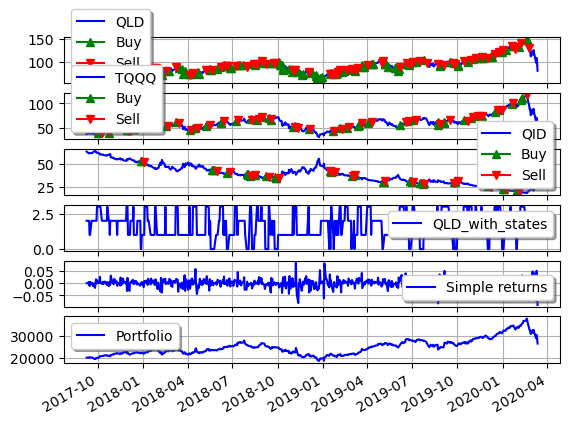 QLD
Buy
Sell
150
100
TQQQ
Buy
Sell
100
50
QID
Buy
Sell
50
25
2.5
0.0
QLD_with_states
0.05
0.00
−0.05
Simple returns
30000
20000
Portfolio
2017-10 2018-01 2018-04 2018-07 2018-10 2019-01 2019-04 2019-07 2019-10 2020-01 2020-04